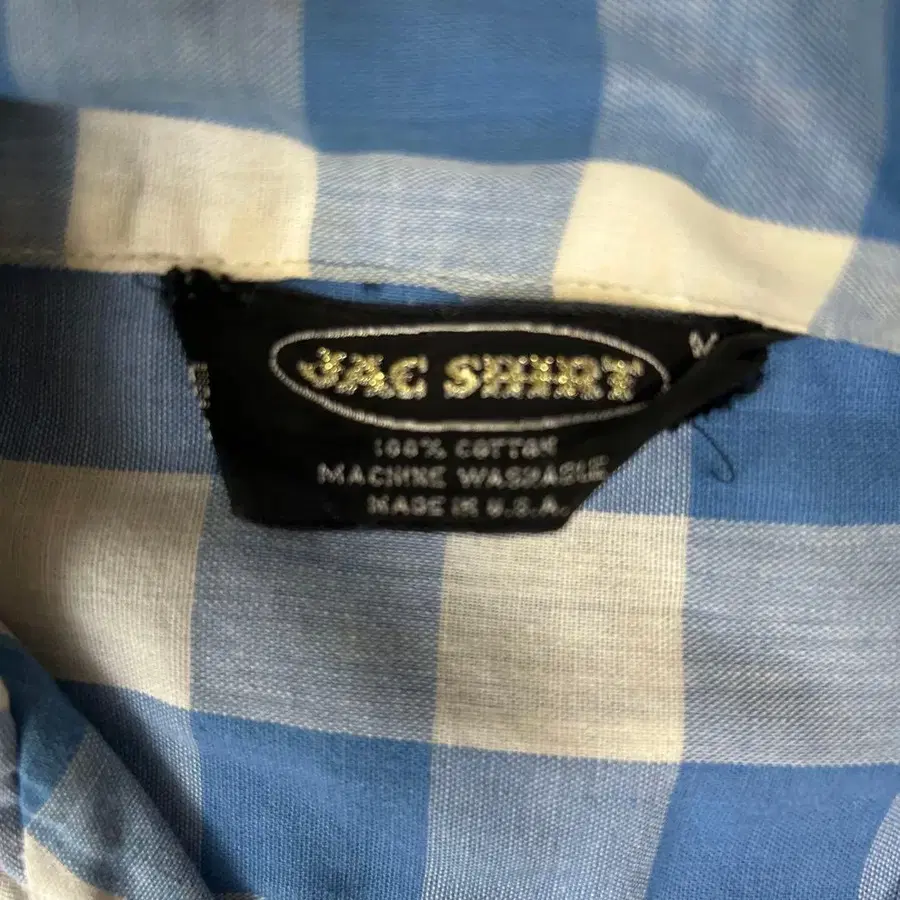 JAC SHIRT
100% COTTON
MACHINE WASHABLE
MADE IN U.S.A.